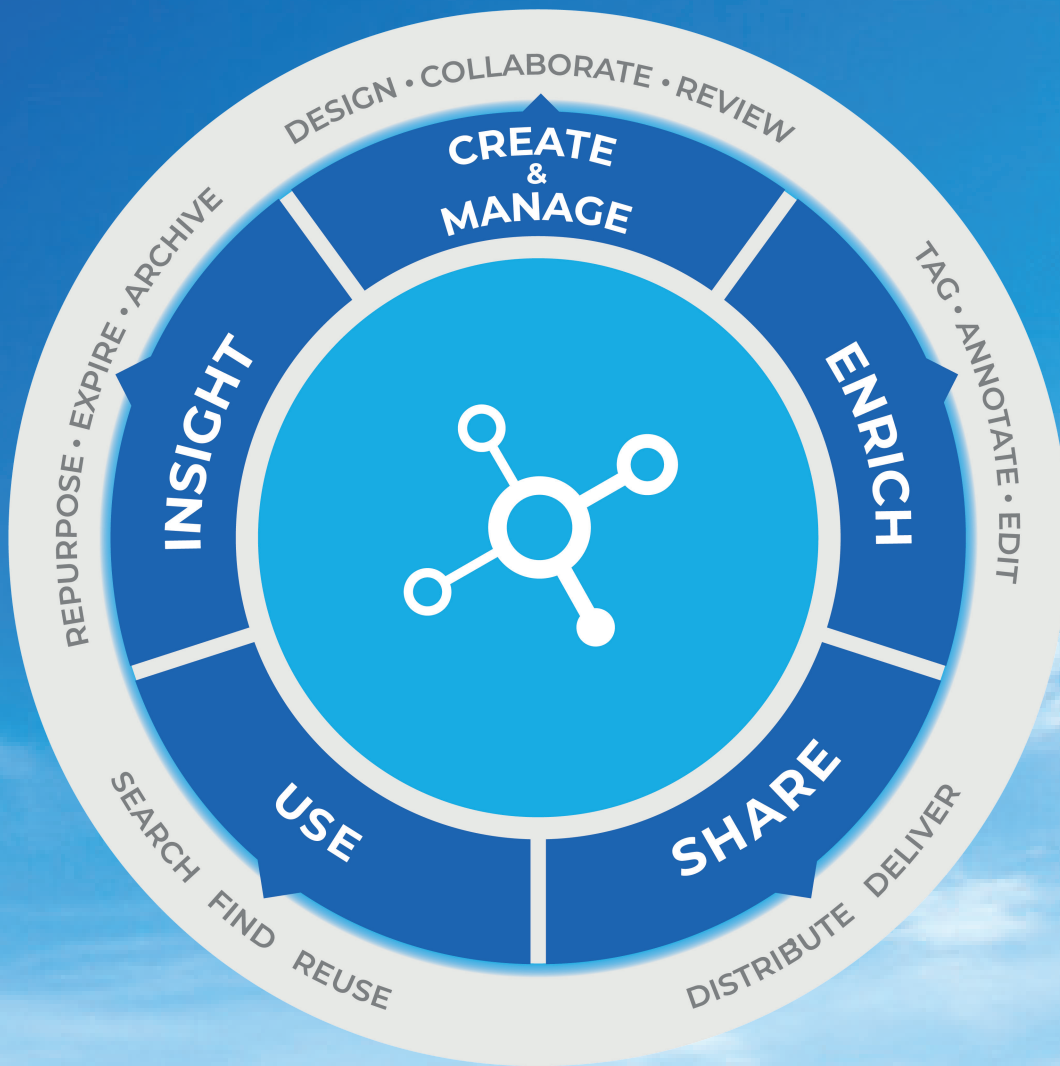 DESIGN • COLLABORATE • REVIEW
CREATE
&
MANAGE
TAG • ANNOTATE • EDIT
ENRICH
DISTRIBUTE DELIVER
SHARE
SEARCH FIND REUSE
USE
REPURPOSE • EXPIRE • ARCHIVE
INSIGHT